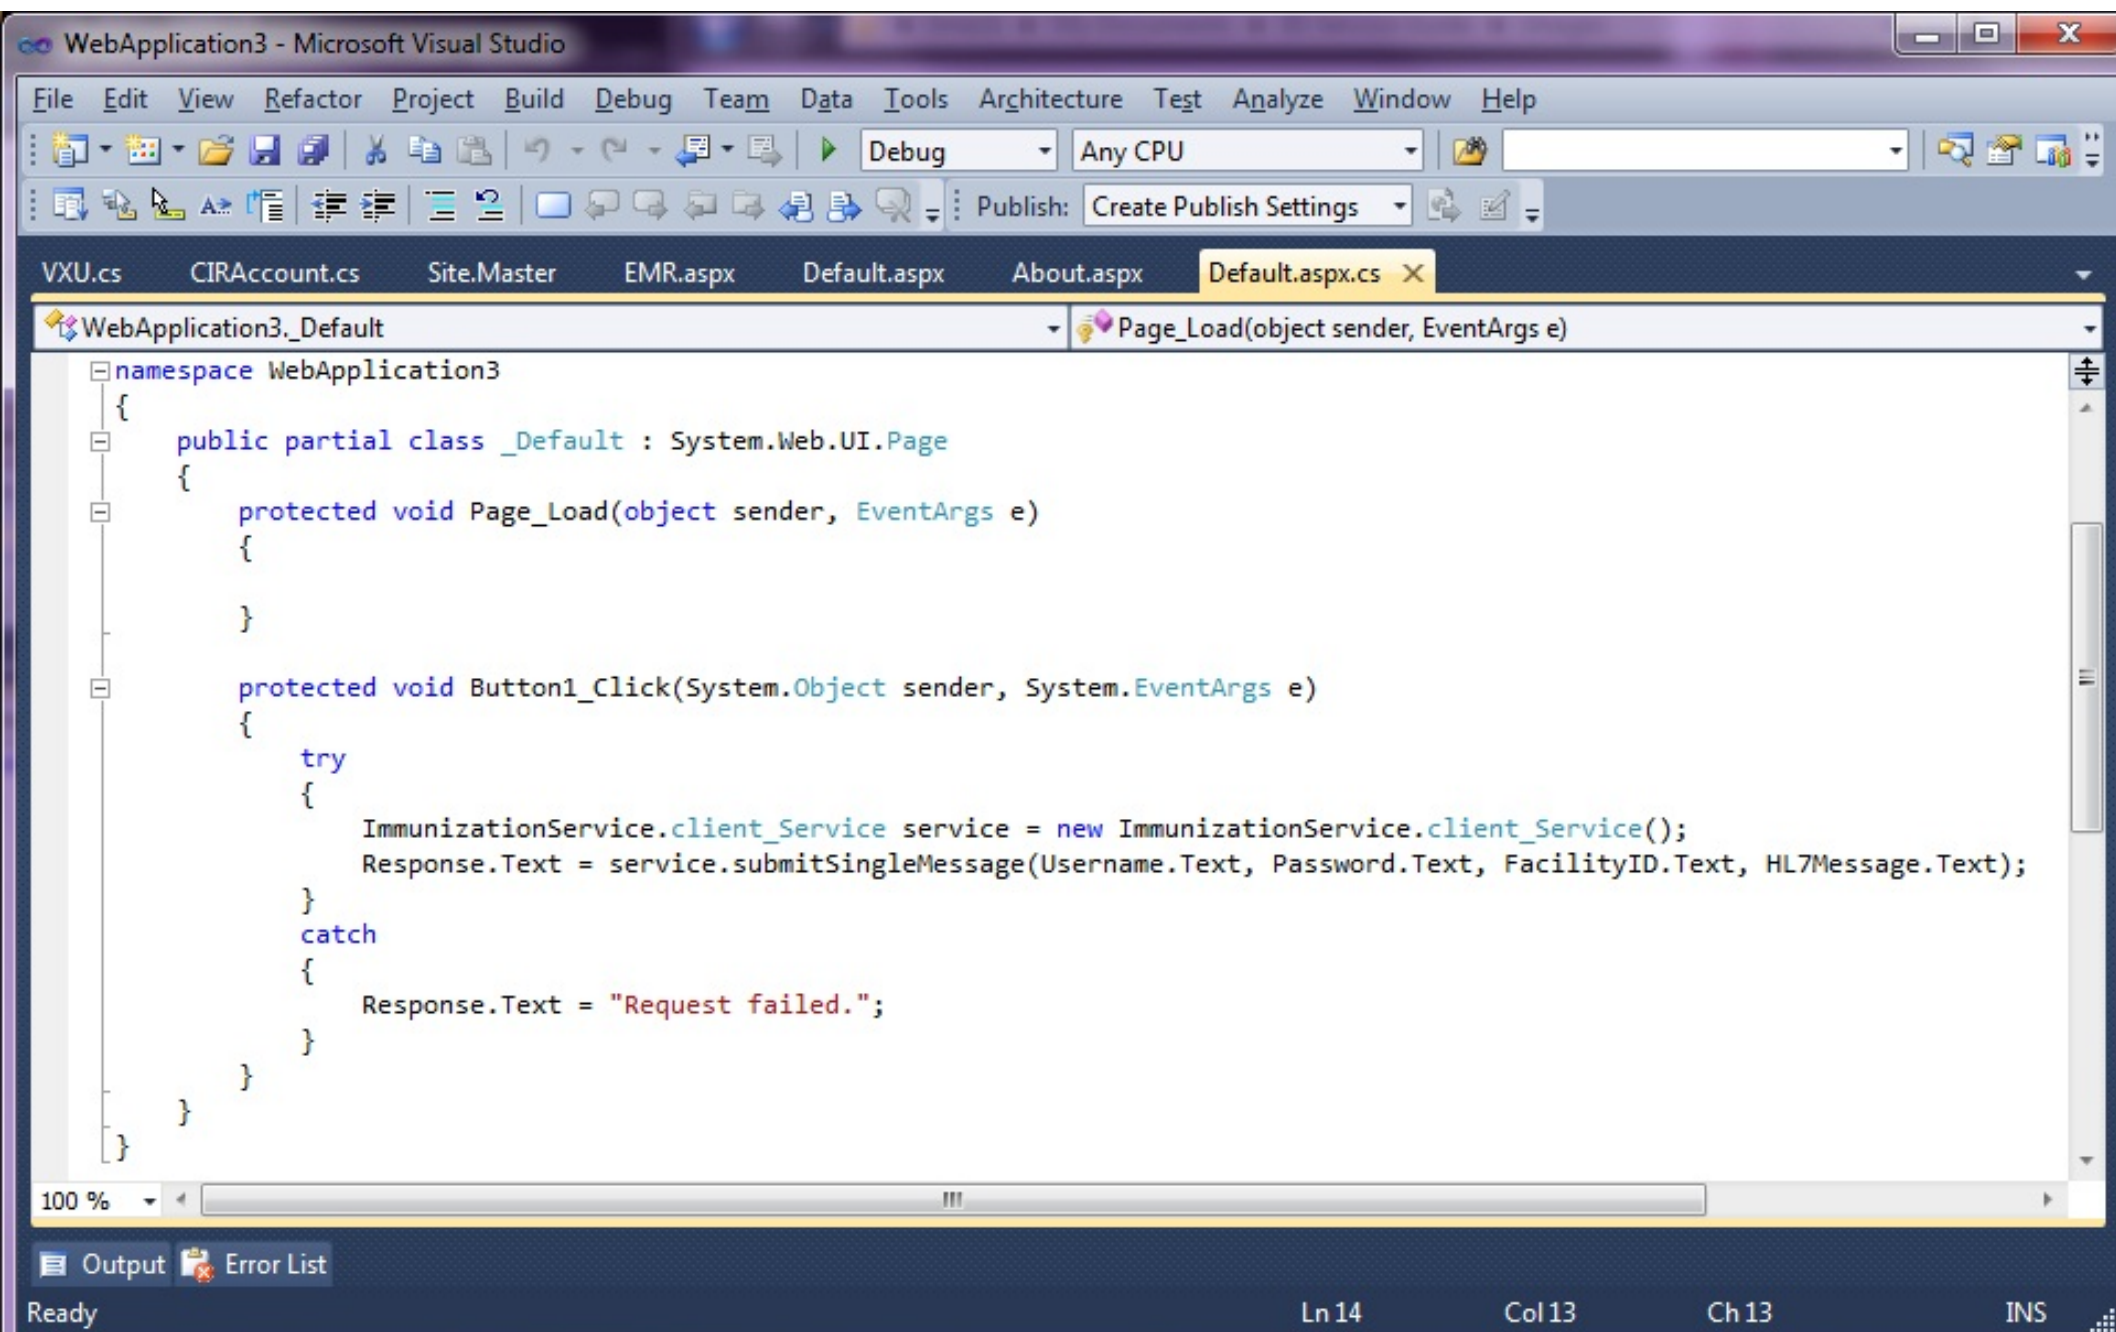 WebApplication3 - Microsoft Visual Studio
File Edit View Refactor Project Build Debug Team Data Tools Architecture Test Analyze Window Help
Debug Any CPU
Publish: Create Publish Settings
VXU.cs CIRAccount.cs Site.Master EMR.aspx Default.aspx About.aspx Default.aspx.cs
WebApplication3._Default Page_Load(object sender, EventArgs e)
namespace WebApplication3
{
public partial class _Default : System.Web.UI.Page
{
protected void Page_Load(object sender, EventArgs e)
{
}
protected void Button1_Click(System.Object sender, System.EventArgs e)
{
try
{
ImmunizationService.client_Service service = new ImmunizationService.client_Service();
Response.Text = service.submitSingleMessage(Username.Text, Password.Text, FacilityID.Text, HL7Message.Text);
}
catch
{
Response.Text = "Request failed.";
}
}
}
}
100 %
Output Error List
Ready Ln 14 Col 13 Ch 13 INS